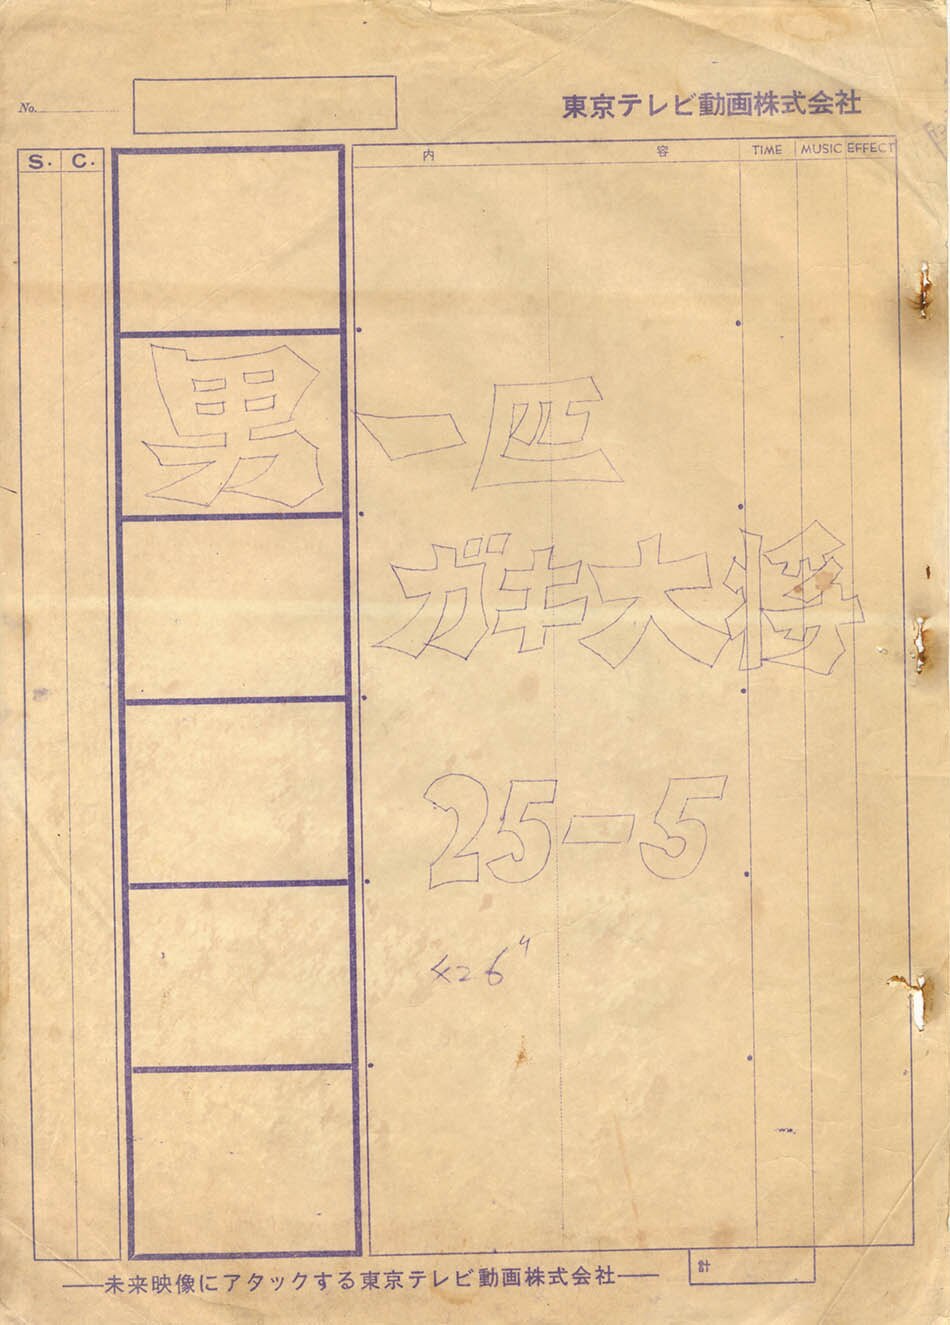 No.
東京テレビ動画株式会社
S. C. 内 容 TIME MUSIC EFFECT
男一匹
ガキ大将
25-5
426"
計
——未来映像にアタックする東京テレビ動画株式会社——